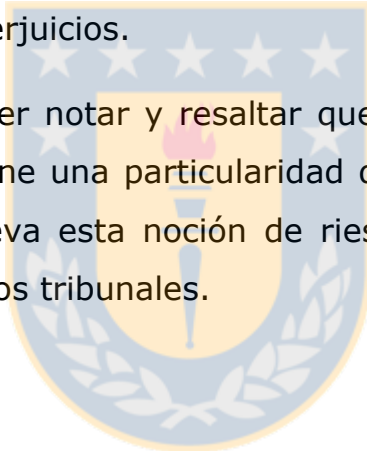 erjuicios.
er notar y resaltar que
ne una particularidad
eva esta noción de ries
os tribunales.